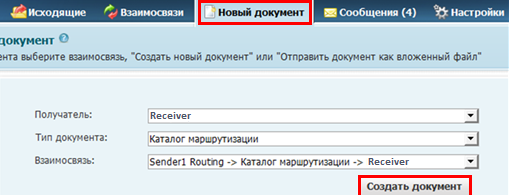 Исходящие Взаимосвязи Новый документ Сообщения (4) Настройки
документ
ента выберите взаимосвязь, "Создать новый документ" или "Отправить документ как вложенный файл"
Получатель: Receiver
Тип документа: Каталог маршрутизации
Взаимосвязь: Sender1 Routing -> Каталог маршрутизации -> Receiver
Создать документ